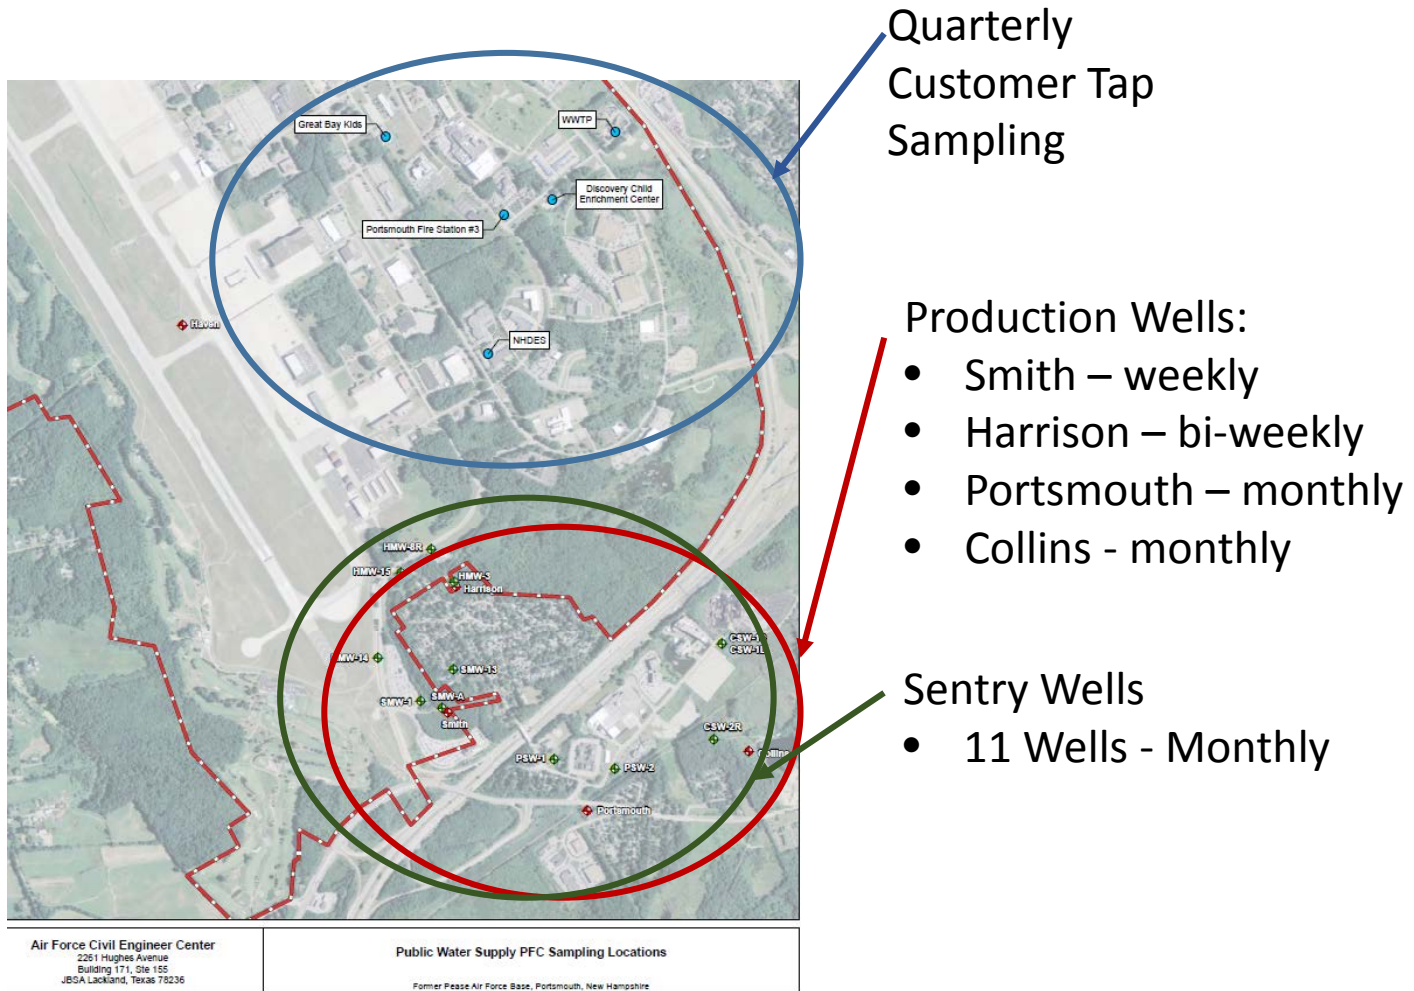 Quarterly
Customer Tap
Sampling
Great Bay Kids
WWTP
Discovery Child
Enrichment Center
Portsmouth Fire Station #3
Haven
NHDES
Production Wells:
• Smith – weekly
• Harrison – bi-weekly
• Portsmouth – monthly
• Collins - monthly
HMW-8R
HMW-15
HMW-3
Harrison
CSW-1D
SMW-13
SMW-A
SMW-1
Smith
CSW-2R
PSW-1
PSW-2
Portsmouth
Sentry Wells
• 11 Wells - Monthly
Air Force Civil Engineer Center
2261 Hughes Avenue
Building 171, Ste 155
JBSA Lackland, Texas 78236
Public Water Supply PFC Sampling Locations
Former Pease Air Force Base, Portsmouth, New Hampshire